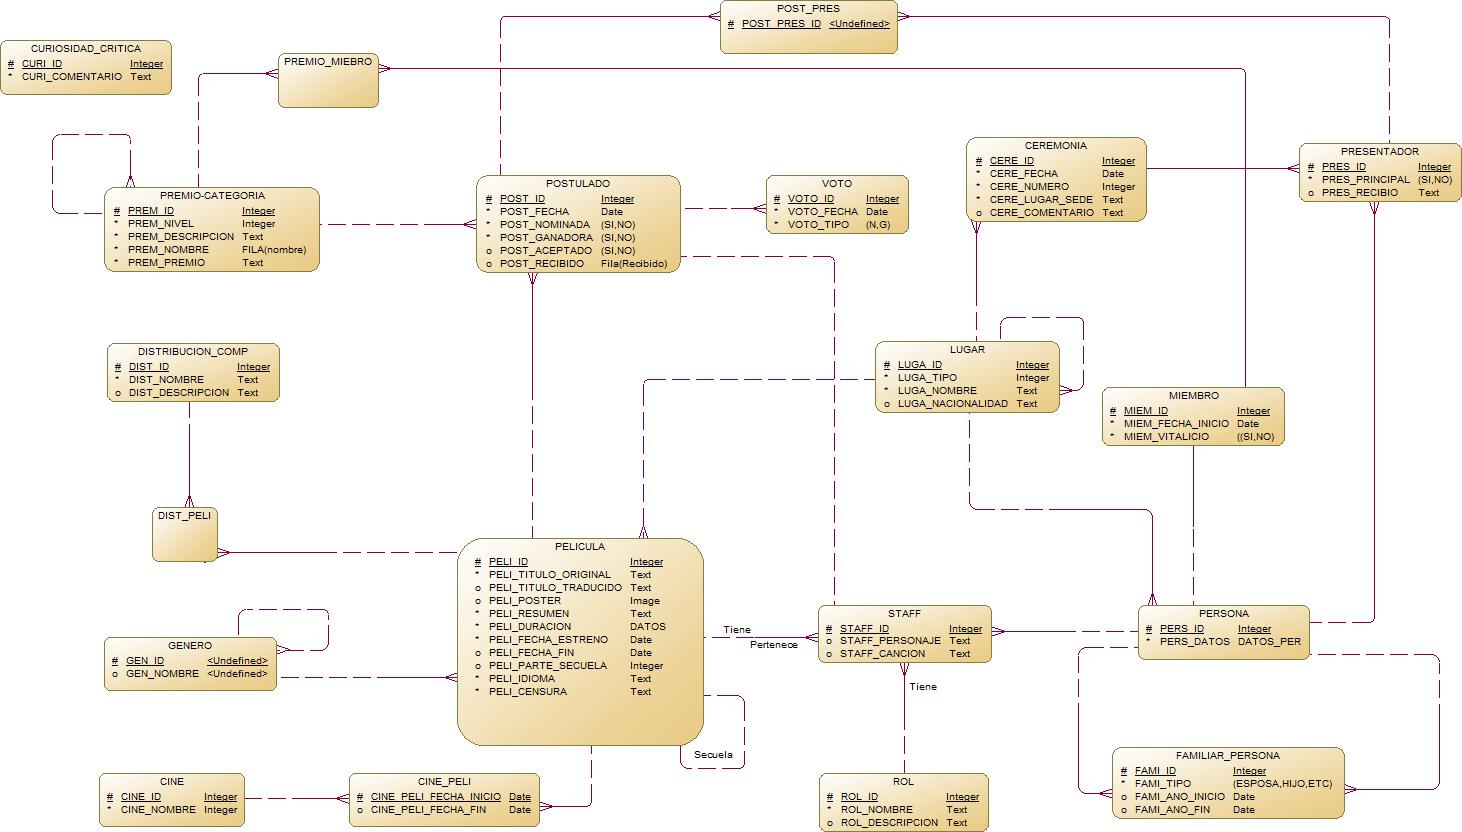 POST_PRES
# POST_PRES_ID <Undefined>
CURIOSIDAD_CRITICA
# CURI_ID Integer
* CURI_COMENTARIO Text
PREMIO_MIEBRO
CEREMONIA
# CERE_ID Integer
* CERE_FECHA Date
* CERE_NUMERO Integer
* CERE_LUGAR_SEDE Text
o CERE_COMENTARIO Text
PRESENTADOR
# PRES_ID Integer
* PRES_PRINCIPAL (SI,NO)
o PRES_RECIBIO Text
PREMIO-CATEGORIA
# PREM_ID Integer
* PREM_NIVEL Integer
* PREM_DESCRIPCION Text
* PREM_NOMBRE FILA(nombre)
* PREM_PREMIO Text
POSTULADO
# POST_ID Integer
* POST_FECHA Date
* POST_NOMINADA (SI,NO)
* POST_GANADORA (SI,NO)
o POST_ACEPTADO (SI,NO)
o POST_RECIBIDO Fila(Recibido)
VOTO
# VOTO_ID Integer
* VOTO_FECHA Date
* VOTO_TIPO (N,G)
DISTRIBUCION_COMP
# DIST_ID Integer
* DIST_NOMBRE Text
o DIST_DESCRIPCION Text
LUGAR
# LUGA_ID Integer
* LUGA_TIPO Integer
* LUGA_NOMBRE Text
o LUGA_NACIONALIDAD Text
MIEMBRO
# MIEM_ID Integer
* MIEM_FECHA_INICIO Date
* MIEM_VITALICIO ((SI,NO)
DIST_PELI
PELICULA
# PELI_ID Integer
* PELI_TITULO_ORIGINAL Text
o PELI_TITULO_TRADUCIDO Text
o PELI_POSTER Image
* PELI_RESUMEN Text
* PELI_DURACION DATOS
* PELI_FECHA_ESTRENO Date
o PELI_FECHA_FIN Date
o PELI_PARTE_SECUELA Integer
* PELI_IDIOMA Text
* PELI_CENSURA Text
Tiene
Pertenece
STAFF
# STAFF_ID Integer
o STAFF_PERSONAJE Text
o STAFF_CANCION Text
PERSONA
# PERS_ID Integer
* PERS_DATOS DATOS_PER
GENERO
# GEN_ID <Undefined>
o GEN_NOMBRE <Undefined>
Tiene
Secuela
CINE
# CINE_ID Integer
* CINE_NOMBRE Integer
CINE_PELI
# CINE_PELI_FECHA_INICIO Date
o CINE_PELI_FECHA_FIN Date
ROL
# ROL_ID Integer
* ROL_NOMBRE Text
o ROL_DESCRIPCION Text
FAMILIAR_PERSONA
# FAMI_ID Integer
* FAMI_TIPO (ESPOSA,HIJO,ETC)
o FAMI_ANO_INICIO Date
o FAMI_ANO_FIN Date